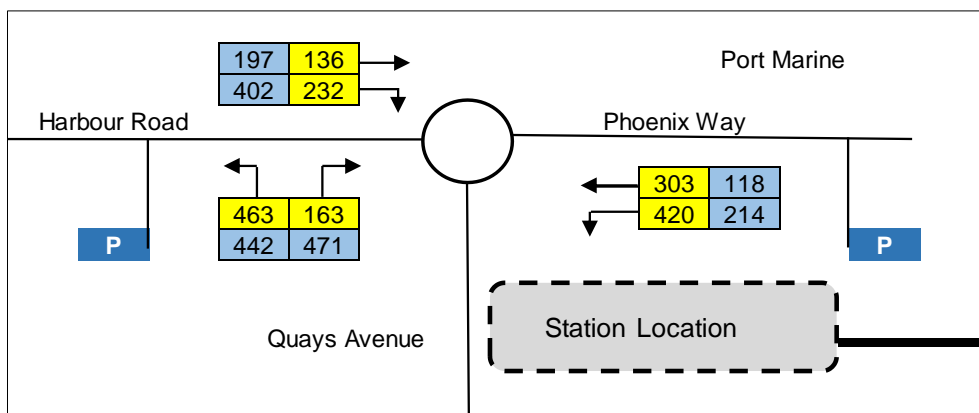 197 136
402 232
Port Marine
Harbour Road
Phoenix Way
303 118
420 214
463 163
442 471
P
P
Station Location
Quays Avenue